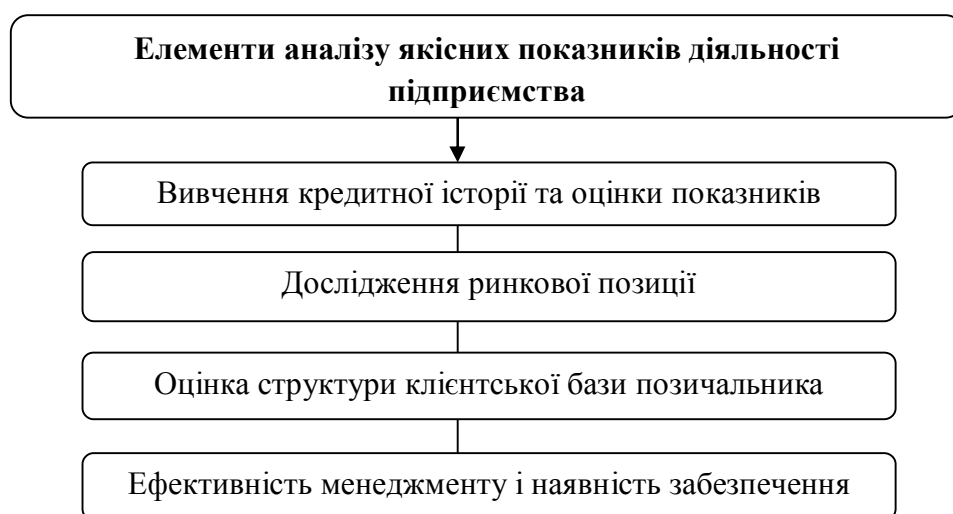 Елементи аналізу якісних показників діяльності
підприємства
Вивчення кредитної історії та оцінки показників
Дослідження ринкової позиції
Оцінка структури клієнтської бази позичальника
Ефективність менеджменту і наявність забезпечення